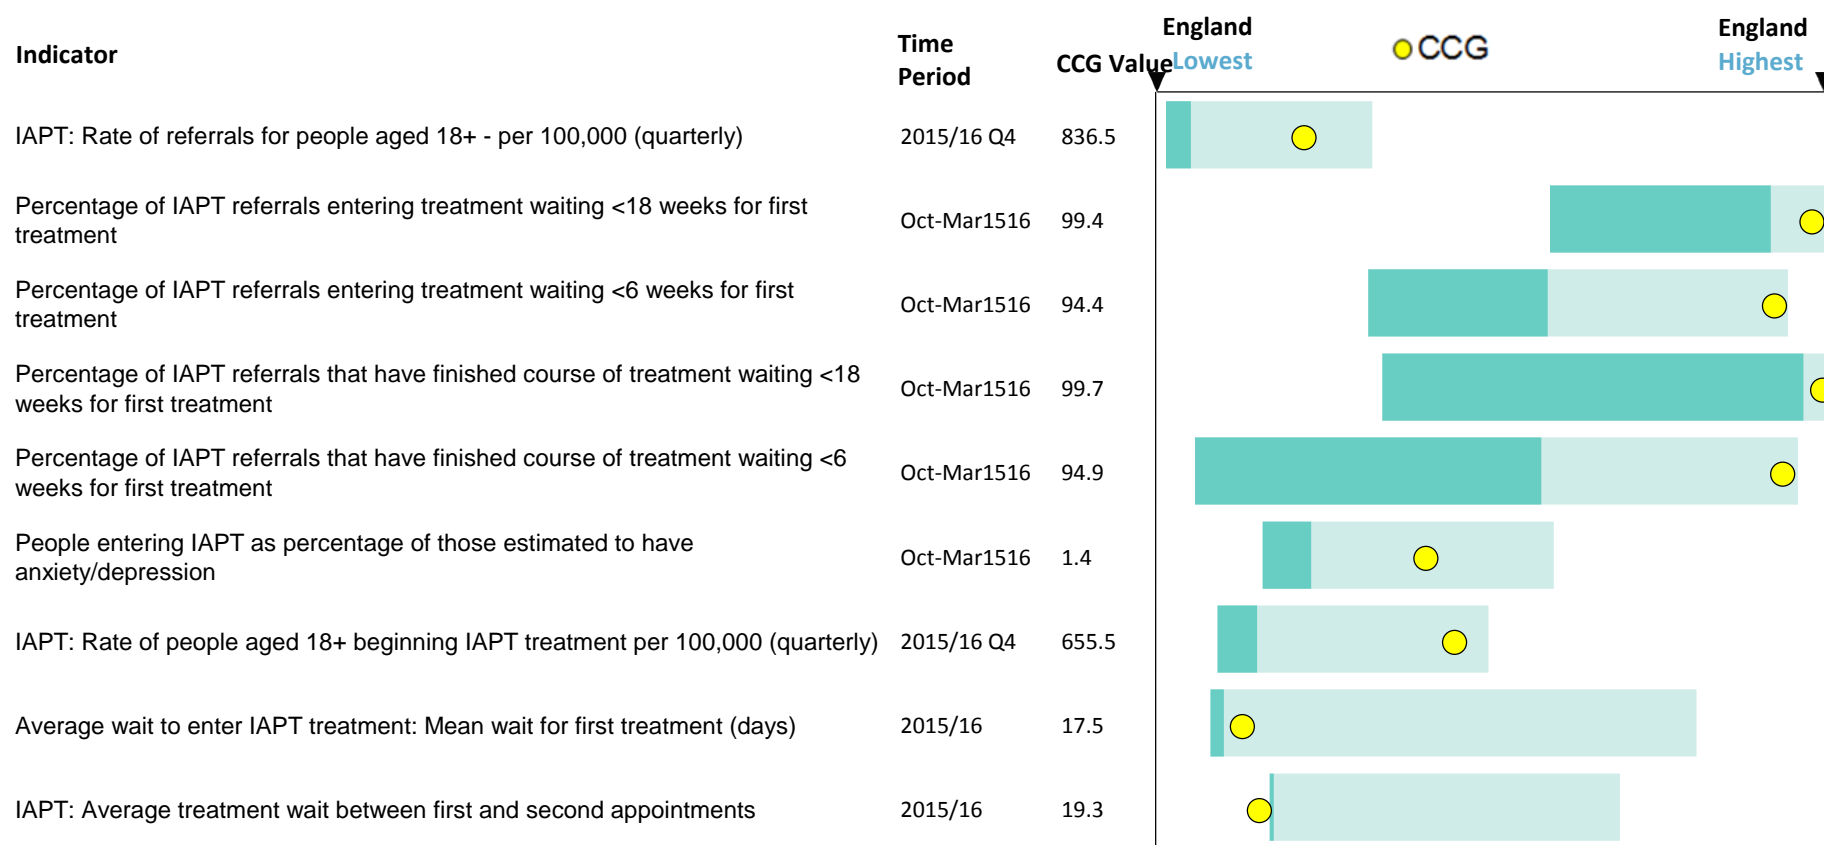 Indicator
Time
Period
CCG Value
England
Lowest
CCG
England
Highest
IAPT: Rate of referrals for people aged 18+ - per 100,000 (quarterly) 2015/16 Q4 836.5
Percentage of IAPT referrals entering treatment waiting <18 weeks for first
treatment
Oct-Mar1516 99.4
Percentage of IAPT referrals entering treatment waiting <6 weeks for first
treatment
Oct-Mar1516 94.4
Percentage of IAPT referrals that have finished course of treatment waiting <18
weeks for first treatment
Oct-Mar1516 99.7
Percentage of IAPT referrals that have finished course of treatment waiting <6
weeks for first treatment
Oct-Mar1516 94.9
People entering IAPT as percentage of those estimated to have
anxiety/depression
Oct-Mar1516 1.4
IAPT: Rate of people aged 18+ beginning IAPT treatment per 100,000 (quarterly) 2015/16 Q4 655.5
Average wait to enter IAPT treatment: Mean wait for first treatment (days) 2015/16 17.5
IAPT: Average treatment wait between first and second appointments 2015/16 19.3